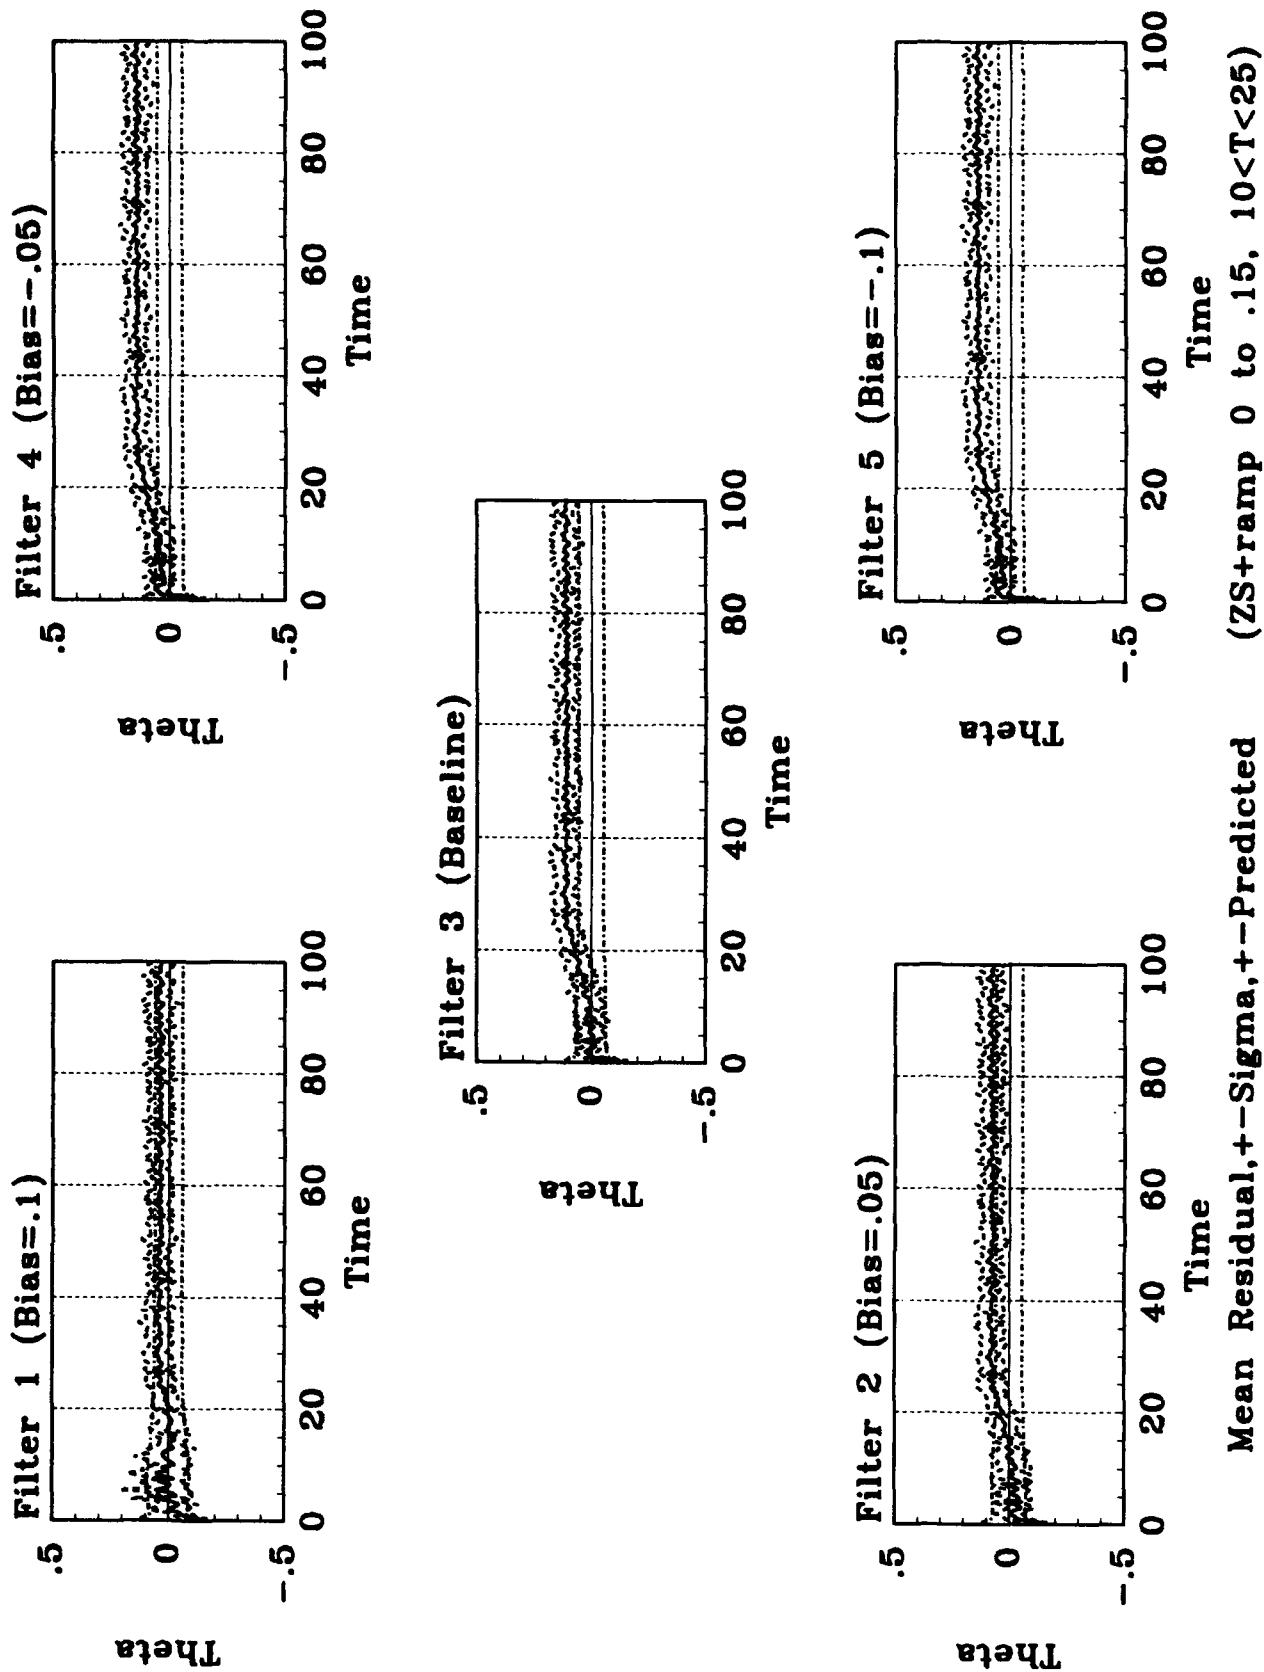 Filter 1 (Bias=.1)
Theta
.5
0
-.5
0 20 40 60 80 100
Time
Filter 4 (Bias=-.05)
Theta
.5
0
-.5
0 20 40 60 80 100
Time
Filter 3 (Baseline)
Theta
.5
0
-.5
0 20 40 60 80 100
Time
Filter 2 (Bias=.05)
Theta
.5
0
-.5
0 20 40 60 80 100
Time
Filter 5 (Bias=-.1)
Theta
.5
0
-.5
0 20 40 60 80 100
Time
Mean Residual,+-Sigma,+-Predicted (ZS+ramp 0 to .15, 10<T<25)